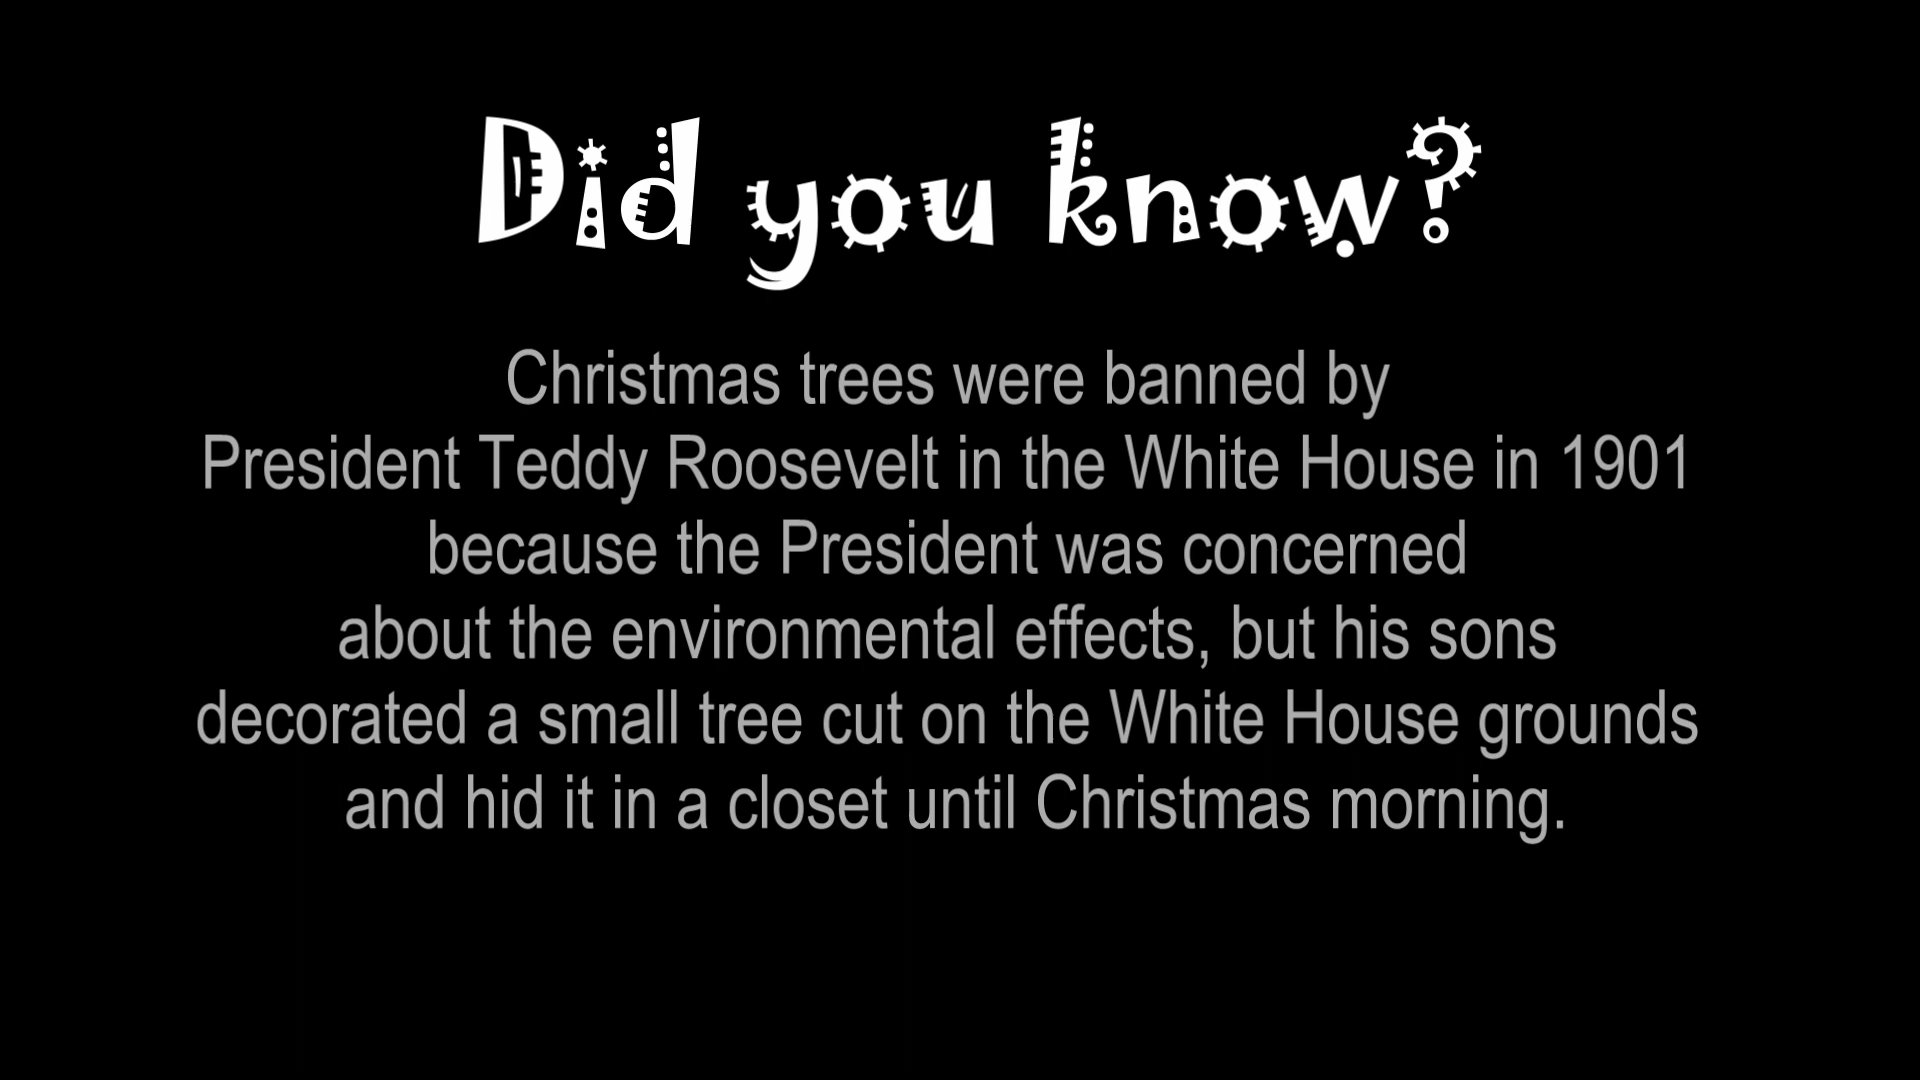 Did you know?
Christmas trees were banned by
President Teddy Roosevelt in the White House in 1901
because the President was concerned
about the environmental effects, but his sons
decorated a small tree cut on the White House grounds
and hid it in a closet until Christmas morning.